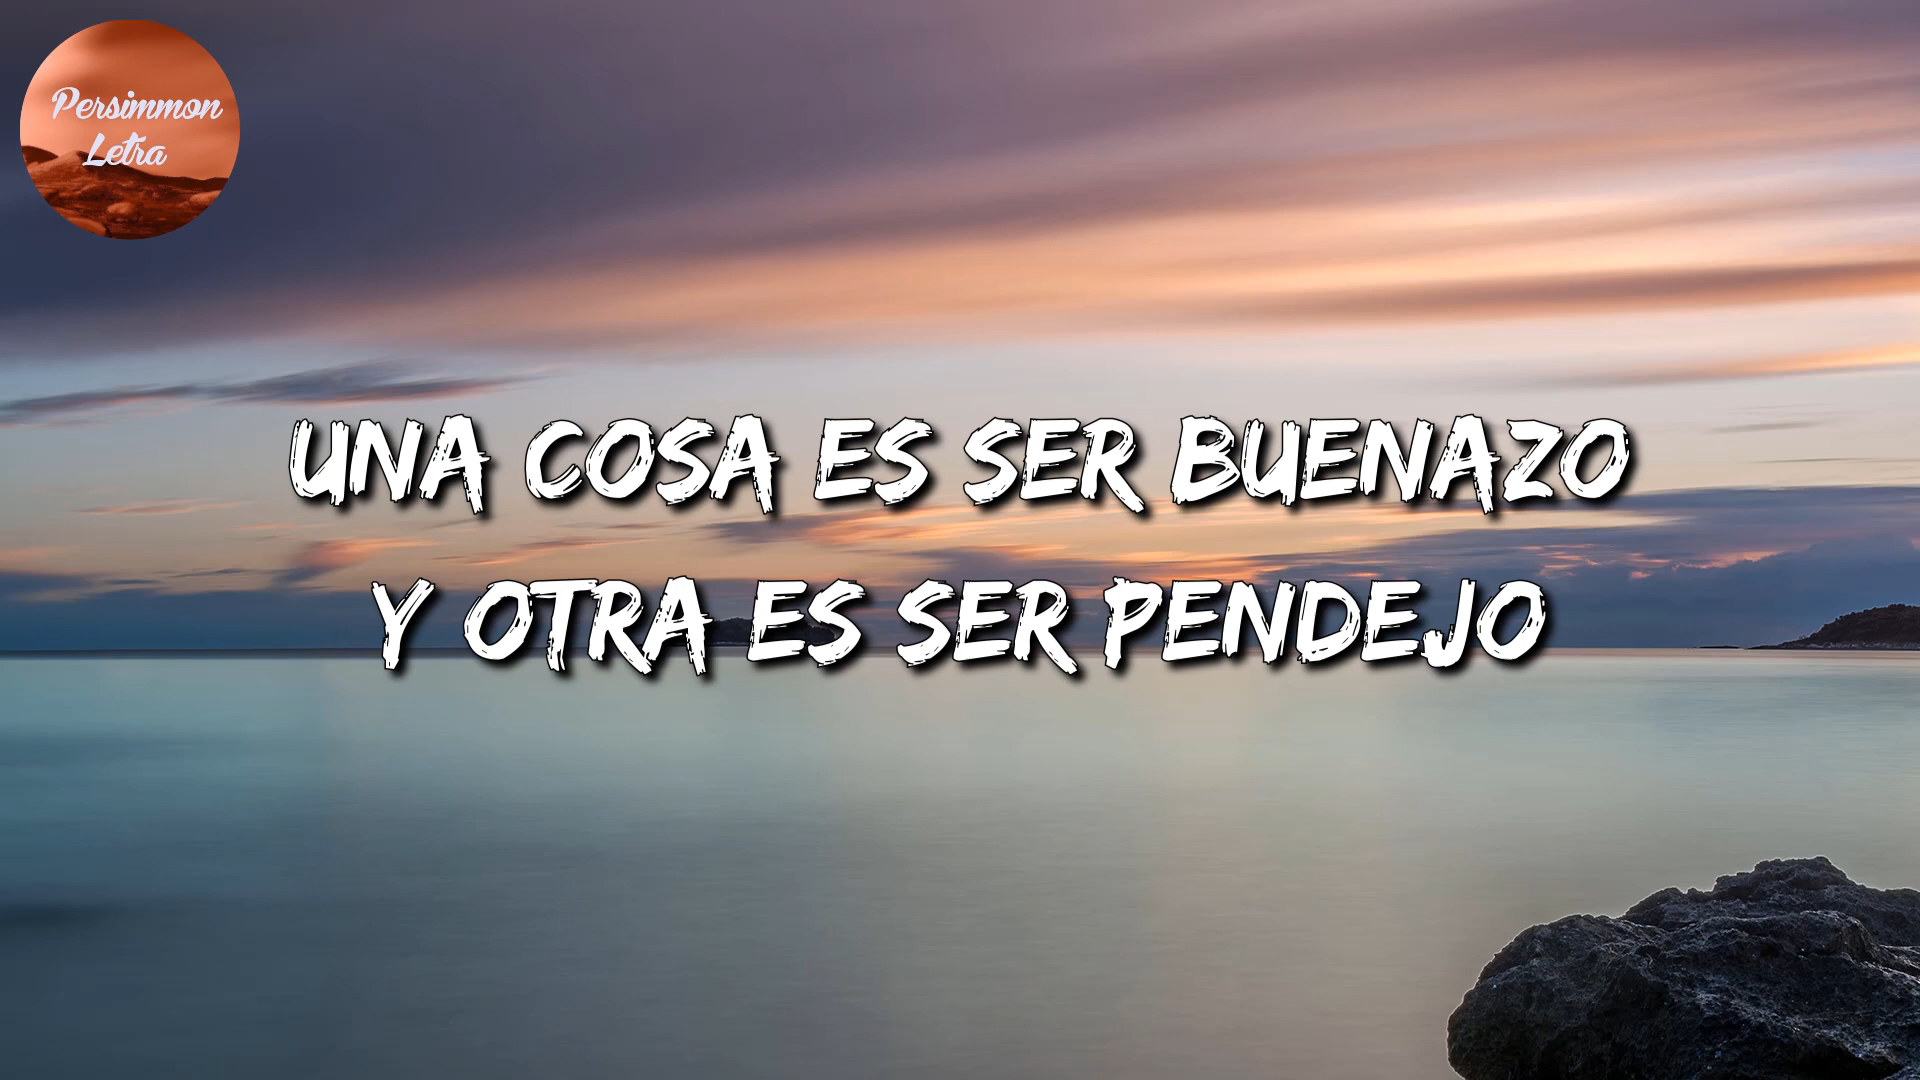 Persimmon
Letra
UNA COSA ES SER BUENAZO
Y OTRA ES SER PENDEJO